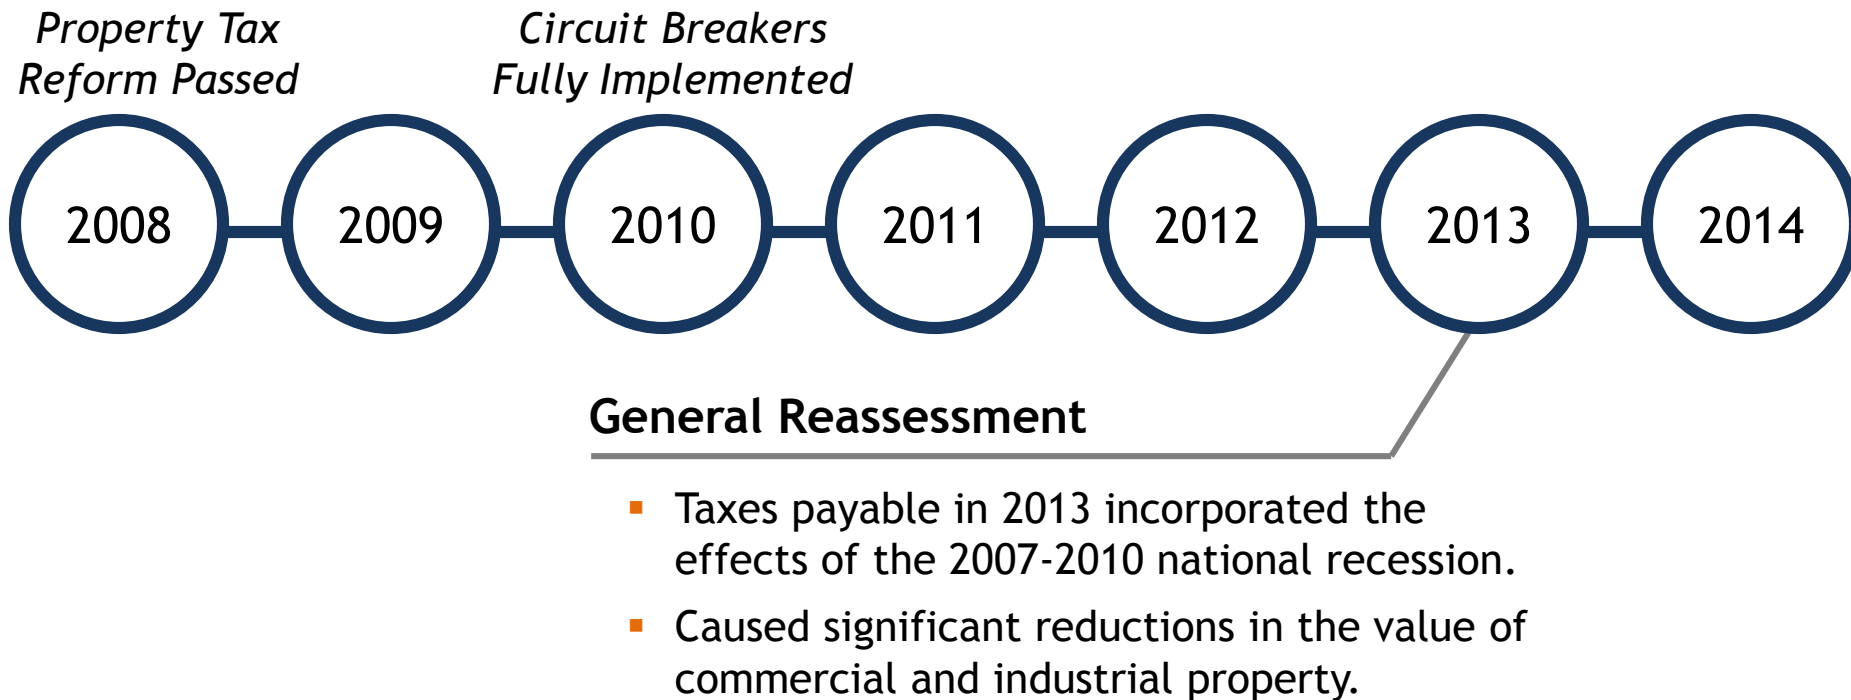 Property Tax
Reform Passed
Circuit Breakers
Fully Implemented
2008
2009
2010
2011
2012
2013
2014
General Reassessment
▪ Taxes payable in 2013 incorporated the
effects of the 2007-2010 national recession.
▪ Caused significant reductions in the value of
commercial and industrial property.